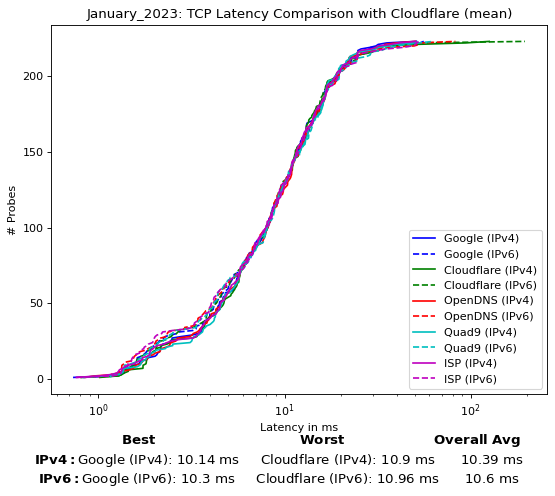 January_2023: TCP Latency Comparison with Cloudflare (mean)
# Probes
200
150
100
50
0
Google (IPv4)
Google (IPv6)
Cloudflare (IPv4)
Cloudflare (IPv6)
OpenDNS (IPv4)
OpenDNS (IPv6)
Quad9 (IPv4)
Quad9 (IPv6)
ISP (IPv4)
ISP (IPv6)
10⁰ 10¹ 10²
Latency in ms
Best Worst Overall Avg
IPv4: Google (IPv4): 10.14 ms Cloudflare (IPv4): 10.9 ms 10.39 ms
IPv6: Google (IPv6): 10.3 ms Cloudflare (IPv6): 10.96 ms 10.6 ms